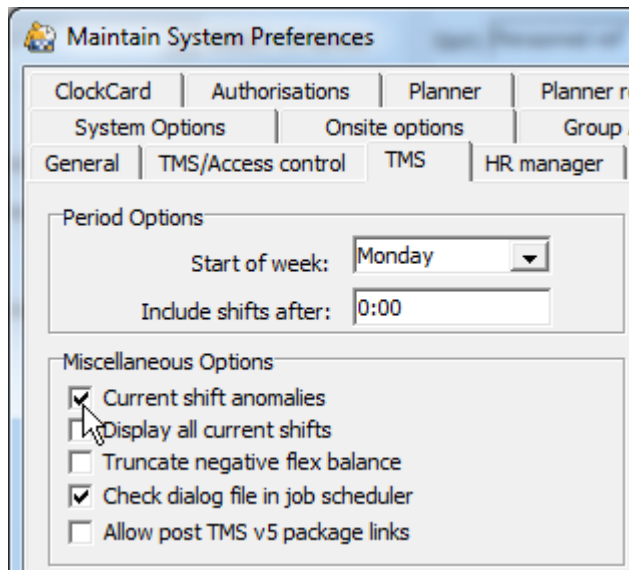 Maintain System Preferences
ClockCard Authorisations Planner Planner r
System Options Onsite options Group
General TMS/Access control TMS HR manager
Period Options
Start of week: Monday
Include shifts after: 0:00
Miscellaneous Options
Current shift anomalies
Display all current shifts
Truncate negative flex balance
Check dialog file in job scheduler
Allow post TMS v5 package links